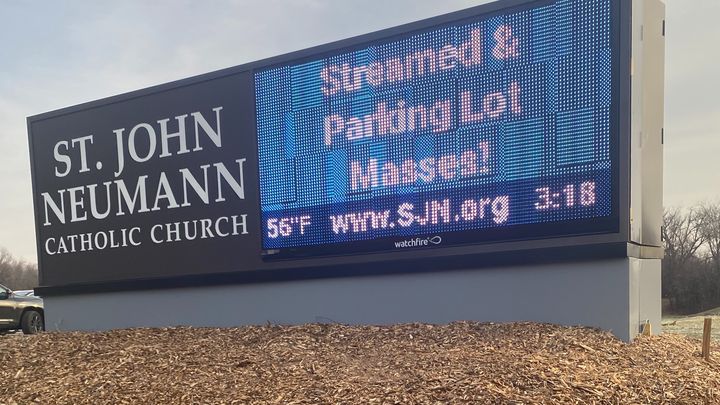 ST. JOHN
NEUMANN
CATHOLIC CHURCH
Streamed &
Parking Lot
Masses!
56°F www.SJN.org 3:18
watchfire